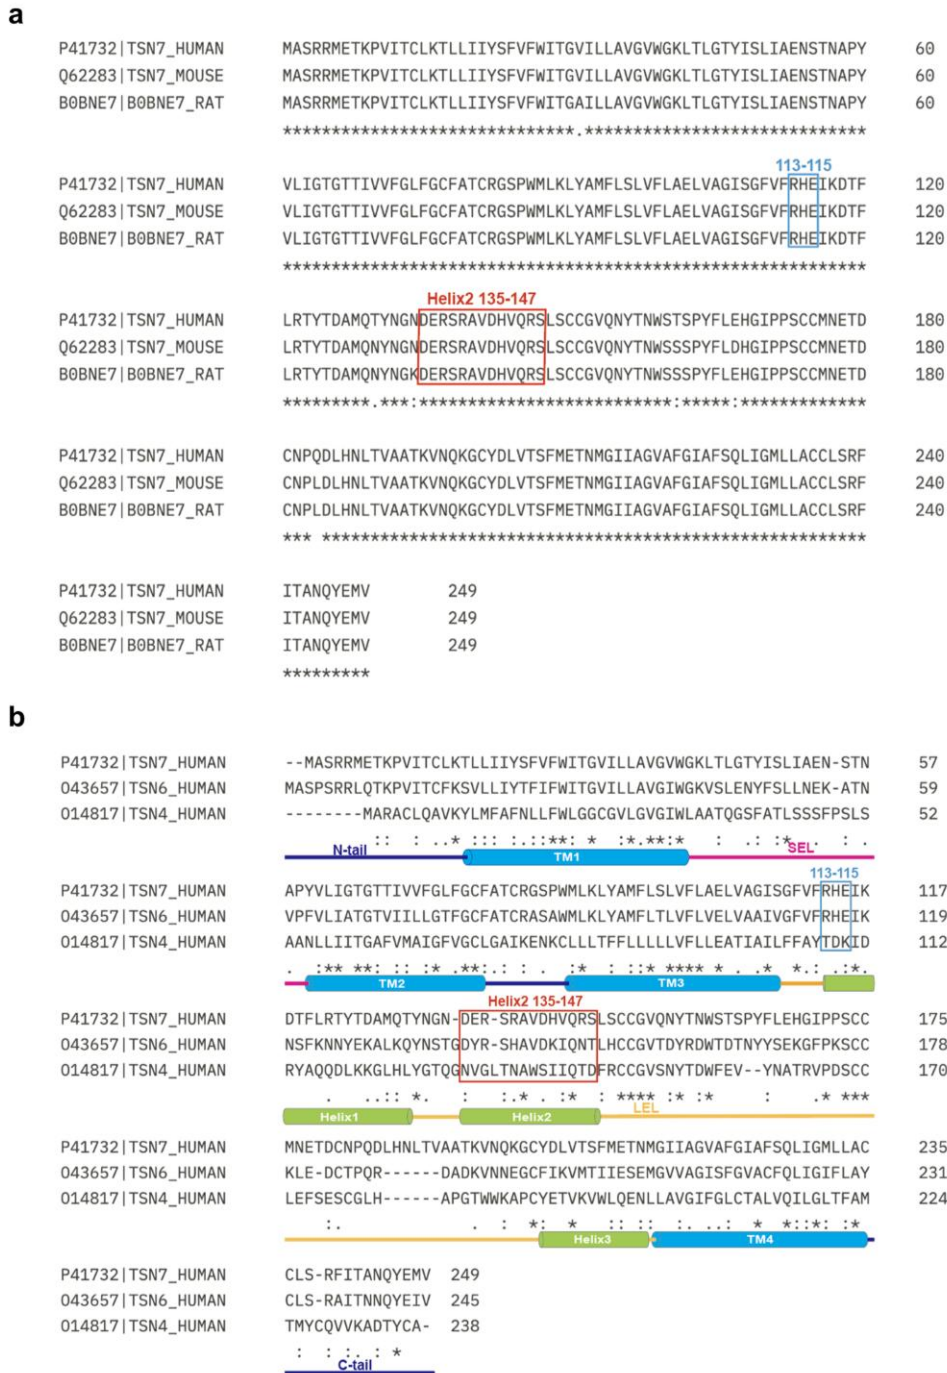 a
P41732|TSN7_HUMAN MASRRMETKPVITCLKTLLIIYSFVFWITGVILLAVGVWGKLTLGTYISLIAENSTNAPY 60
Q62283|TSN7_MOUSE MASRRMETKPVITCLKTLLIIYSFVFWITGVILLAVGVWGKLTLGTYISLIAENSTNAPY 60
B0BNE7|B0BNE7_RAT MASRRMETKPVITCLKTLLIIYSFVFWITGAILLAVGVWGKLTLGTYISLIAENSTNAPY 60
******************************.*****************************
113-115
P41732|TSN7_HUMAN VLIGTGTTIVVFGLFGCFATCRGSPWMLKLYAMFLSLVFLAELVAGISGFVFRHEIKDTF 120
Q62283|TSN7_MOUSE VLIGTGTTIVVFGLFGCFATCRGSPWMLKLYAMFLSLVFLAELVAGISGFVFRHEIKDTF 120
B0BNE7|B0BNE7_RAT VLIGTGTTIVVFGLFGCFATCRGSPWMLKLYAMFLSLVFLAELVAGISGFVFRHEIKDTF 120
************************************************************
Helix2 135-147
P41732|TSN7_HUMAN LRTYTDAMQTYNGNDERSRAVDHVQRSLSCCGVQNYTNWSTSPYFLEHGIPPSCCMNETD 180
Q62283|TSN7_MOUSE LRTYTDAMQNYNGNDERSRAVDHVQRSLSCCGVQNYTNWSSSPYFLDHGIPPSCCMNETD 180
B0BNE7|B0BNE7_RAT LRTYTDAMQNYNGKDERSRAVDHVQRSLSCCGVQNYTNWSSSPYFLDHGIPPSCCMNETD 180
*********.***:**************************:*****:*************
P41732|TSN7_HUMAN CNPQDLHNLTVAATKVNQKGCYDLVTSFMETNMGIIAGVAFGIAFSQLIGMLLACCLSRF 240
Q62283|TSN7_MOUSE CNPLDLHNLTVAATKVNQKGCYDLVTSFMETNMGIIAGVAFGIAFSQLIGMLLACCLSRF 240
B0BNE7|B0BNE7_RAT CNPLDLHNLTVAATKVNQKGCYDLVTSFMETNMGIIAGVAFGIAFSQLIGMLLACCLSRF 240
*** ********************************************************
P41732|TSN7_HUMAN ITANQYEMV 249
Q62283|TSN7_MOUSE ITANQYEMV 249
B0BNE7|B0BNE7_RAT ITANQYEMV 249
*********
b
P41732|TSN7_HUMAN --MASRRMETKPVITCLKTLLIIYSFVFWITGVILLAVGVWGKLTLGTYISLIAEN-STN 57
O43657|TSN6_HUMAN MASPSRRLQTKPVITCFKSVLLIYTFIFWITGVILLAVGIWGKVSLENYFSLLNEK-ATN 59
O14817|TSN4_HUMAN --------MARACLQAVKYLMFAFNLLFWLGGCGVLGVGIWLAATQGSFATLSSSFPSLS 52
:: : ..* ::: :.::**: * :*.**:* : .: :* . : .
N-tail TM1 SEL
113-115
P41732|TSN7_HUMAN APYVLIGTGTTIVVFGLFGCFATCRGSPWMLKLYAMFLSLVFLAELVAGISGFVFRHEIK 117
O43657|TSN6_HUMAN VPFVLIATGTVIILLGTFGCFATCRASAWMLKLYAMFLTLVFLVELVAAIVGFVFRHEIK 119
O14817|TSN4_HUMAN AANLLIITGAFVMAIGFVGCLGAIKENKCLLLTFFLLLLLVFLLEATIAILFFAYTDKID 112
. :** **: :: :* .**:.: : . :* : ::* **** * . .* *.: .:*.
TM2 TM3
Helix2 135-147
P41732|TSN7_HUMAN DTFLRTYTDAMQTYNGN-DER-SRAVDHVQRSLSCCGVQNYTNWSTSPYFLEHGIPPSCC 175
O43657|TSN6_HUMAN NSFKNNYEKALKQYNSTGDYR-SHAVDKIQNTLHCCGVTDYRDWTDTNYYSEKGFPKSCC 178
O14817|TSN4_HUMAN RYAQQDLKKGLHLYGTQGNVGLTNAWSIIQTDFRCCGVSNYTDWFEV--YNATRVPDSCC 170
. ..:: *. : :.* . :* : **** :* :* : .* ***
Helix1 Helix2 LEL
P41732|TSN7_HUMAN MNETDCNPQDLHNLTVAATKVNQKGCYDLVTSFMETNMGIIAGVAFGIAFSQLIGMLLAC 235
O43657|TSN6_HUMAN KLE-DCTPQR------DADKVNNEGCFIKVMTIIESEMGVVAGISFGVACFQLIGIFLAY 231
O14817|TSN4_HUMAN LEFSESCGLH------APGTWWKAPCYETVKVWLQENLLAVGIFGLCTALVQILGLTFAM 224
:. . : *: * :: :: :. .: * *::*: :*
Helix3 TM4
P41732|TSN7_HUMAN CLS-RFITANQYEMV 249
O43657|TSN6_HUMAN CLS-RAITNNQYEIV 245
O14817|TSN4_HUMAN TMYCQVVKADTYCA- 238
: : :. : *
C-tail